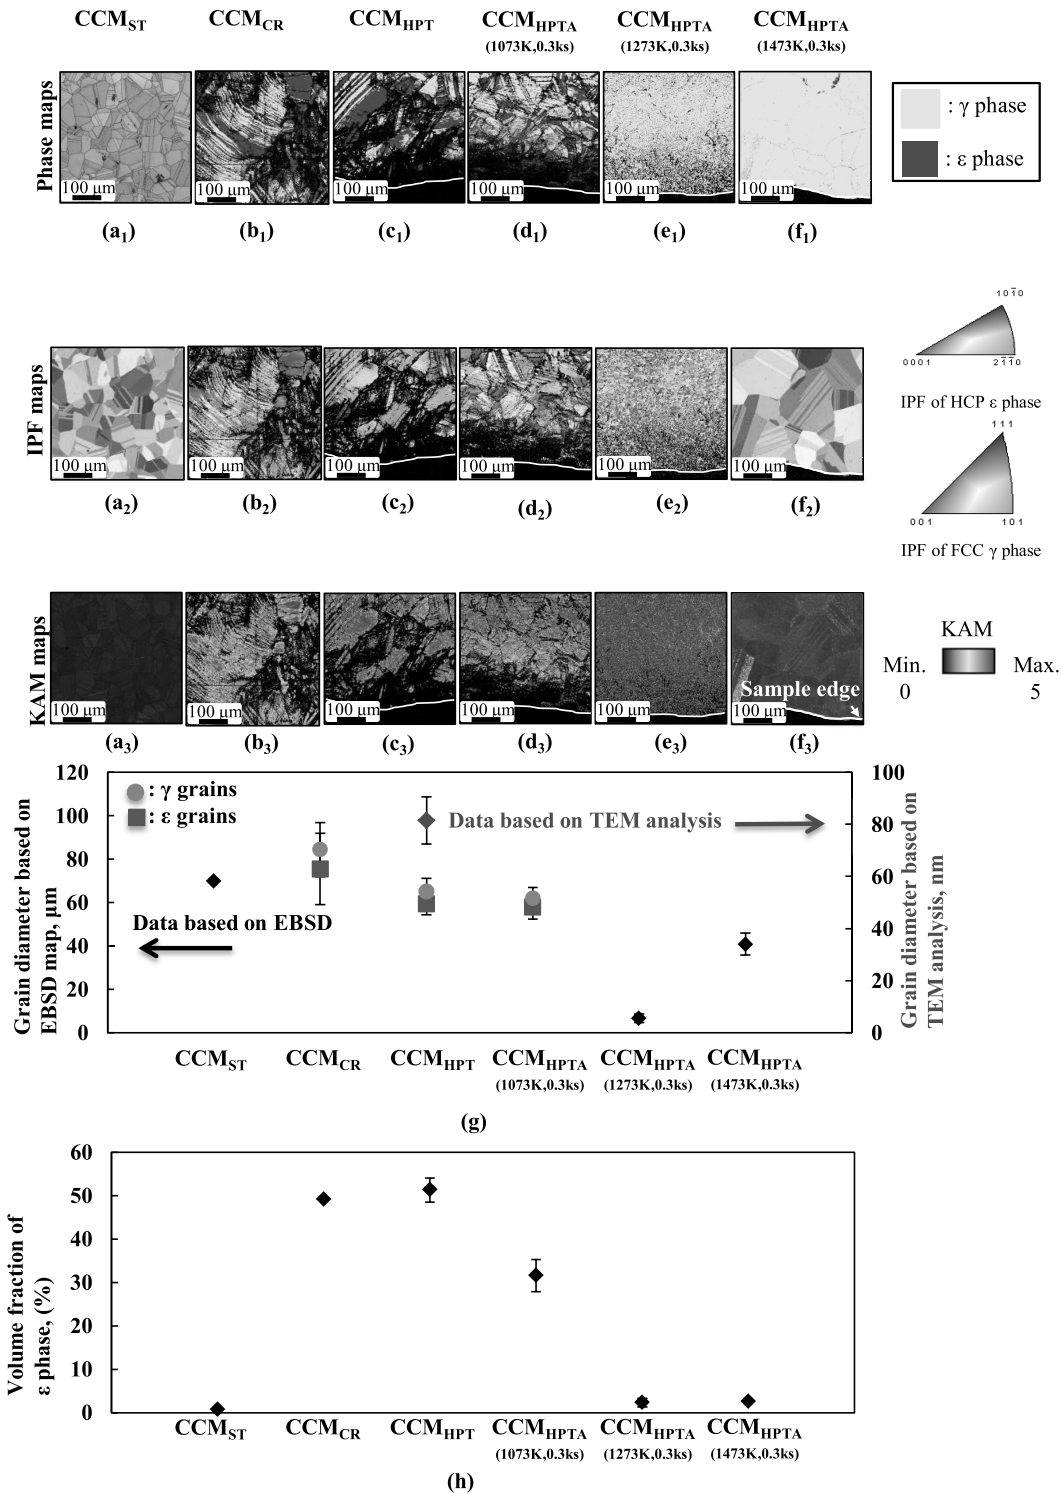 CCMST CCMCR CCMHPT CCMHPTA CCMHPTA CCMHPTA
(1073K,0.3ks) (1273K,0.3ks) (1473K,0.3ks)
Phase maps
100 μm 100 μm 100 μm 100 μm 100 μm 100 μm
: γ phase
: ε phase
(a1) (b1) (c1) (d1) (e1) (f1)
IPF maps
100 μm 100 μm 100 μm 100 μm 100 μm 100 μm
(a2) (b2) (c2) (d2) (e2) (f2)
101̅0
0001 21̅1̅0
IPF of HCP ε phase
111
001 101
IPF of FCC γ phase
KAM maps
100 μm 100 μm 100 μm 100 μm 100 μm 100 μm
Sample edge
KAM
Min. Max.
0 5
(a3) (b3) (c3) (d3) (e3) (f3)
Grain diameter based on
EBSD map, μm
120
100
80
60
40
20
0
: γ grains
: ε grains
Data based on TEM analysis
Data based on EBSD
100
80
60
40
20
0
Grain diameter based on
TEM analysis, nm
CCMST CCMCR CCMHPT CCMHPTA CCMHPTA CCMHPTA
(1073K,0.3ks) (1273K,0.3ks) (1473K,0.3ks)
(g)
Volume fraction of
ε phase, (%)
60
50
40
30
20
10
0
CCMST CCMCR CCMHPT CCMHPTA CCMHPTA CCMHPTA
(1073K,0.3ks) (1273K,0.3ks) (1473K,0.3ks)
(h)